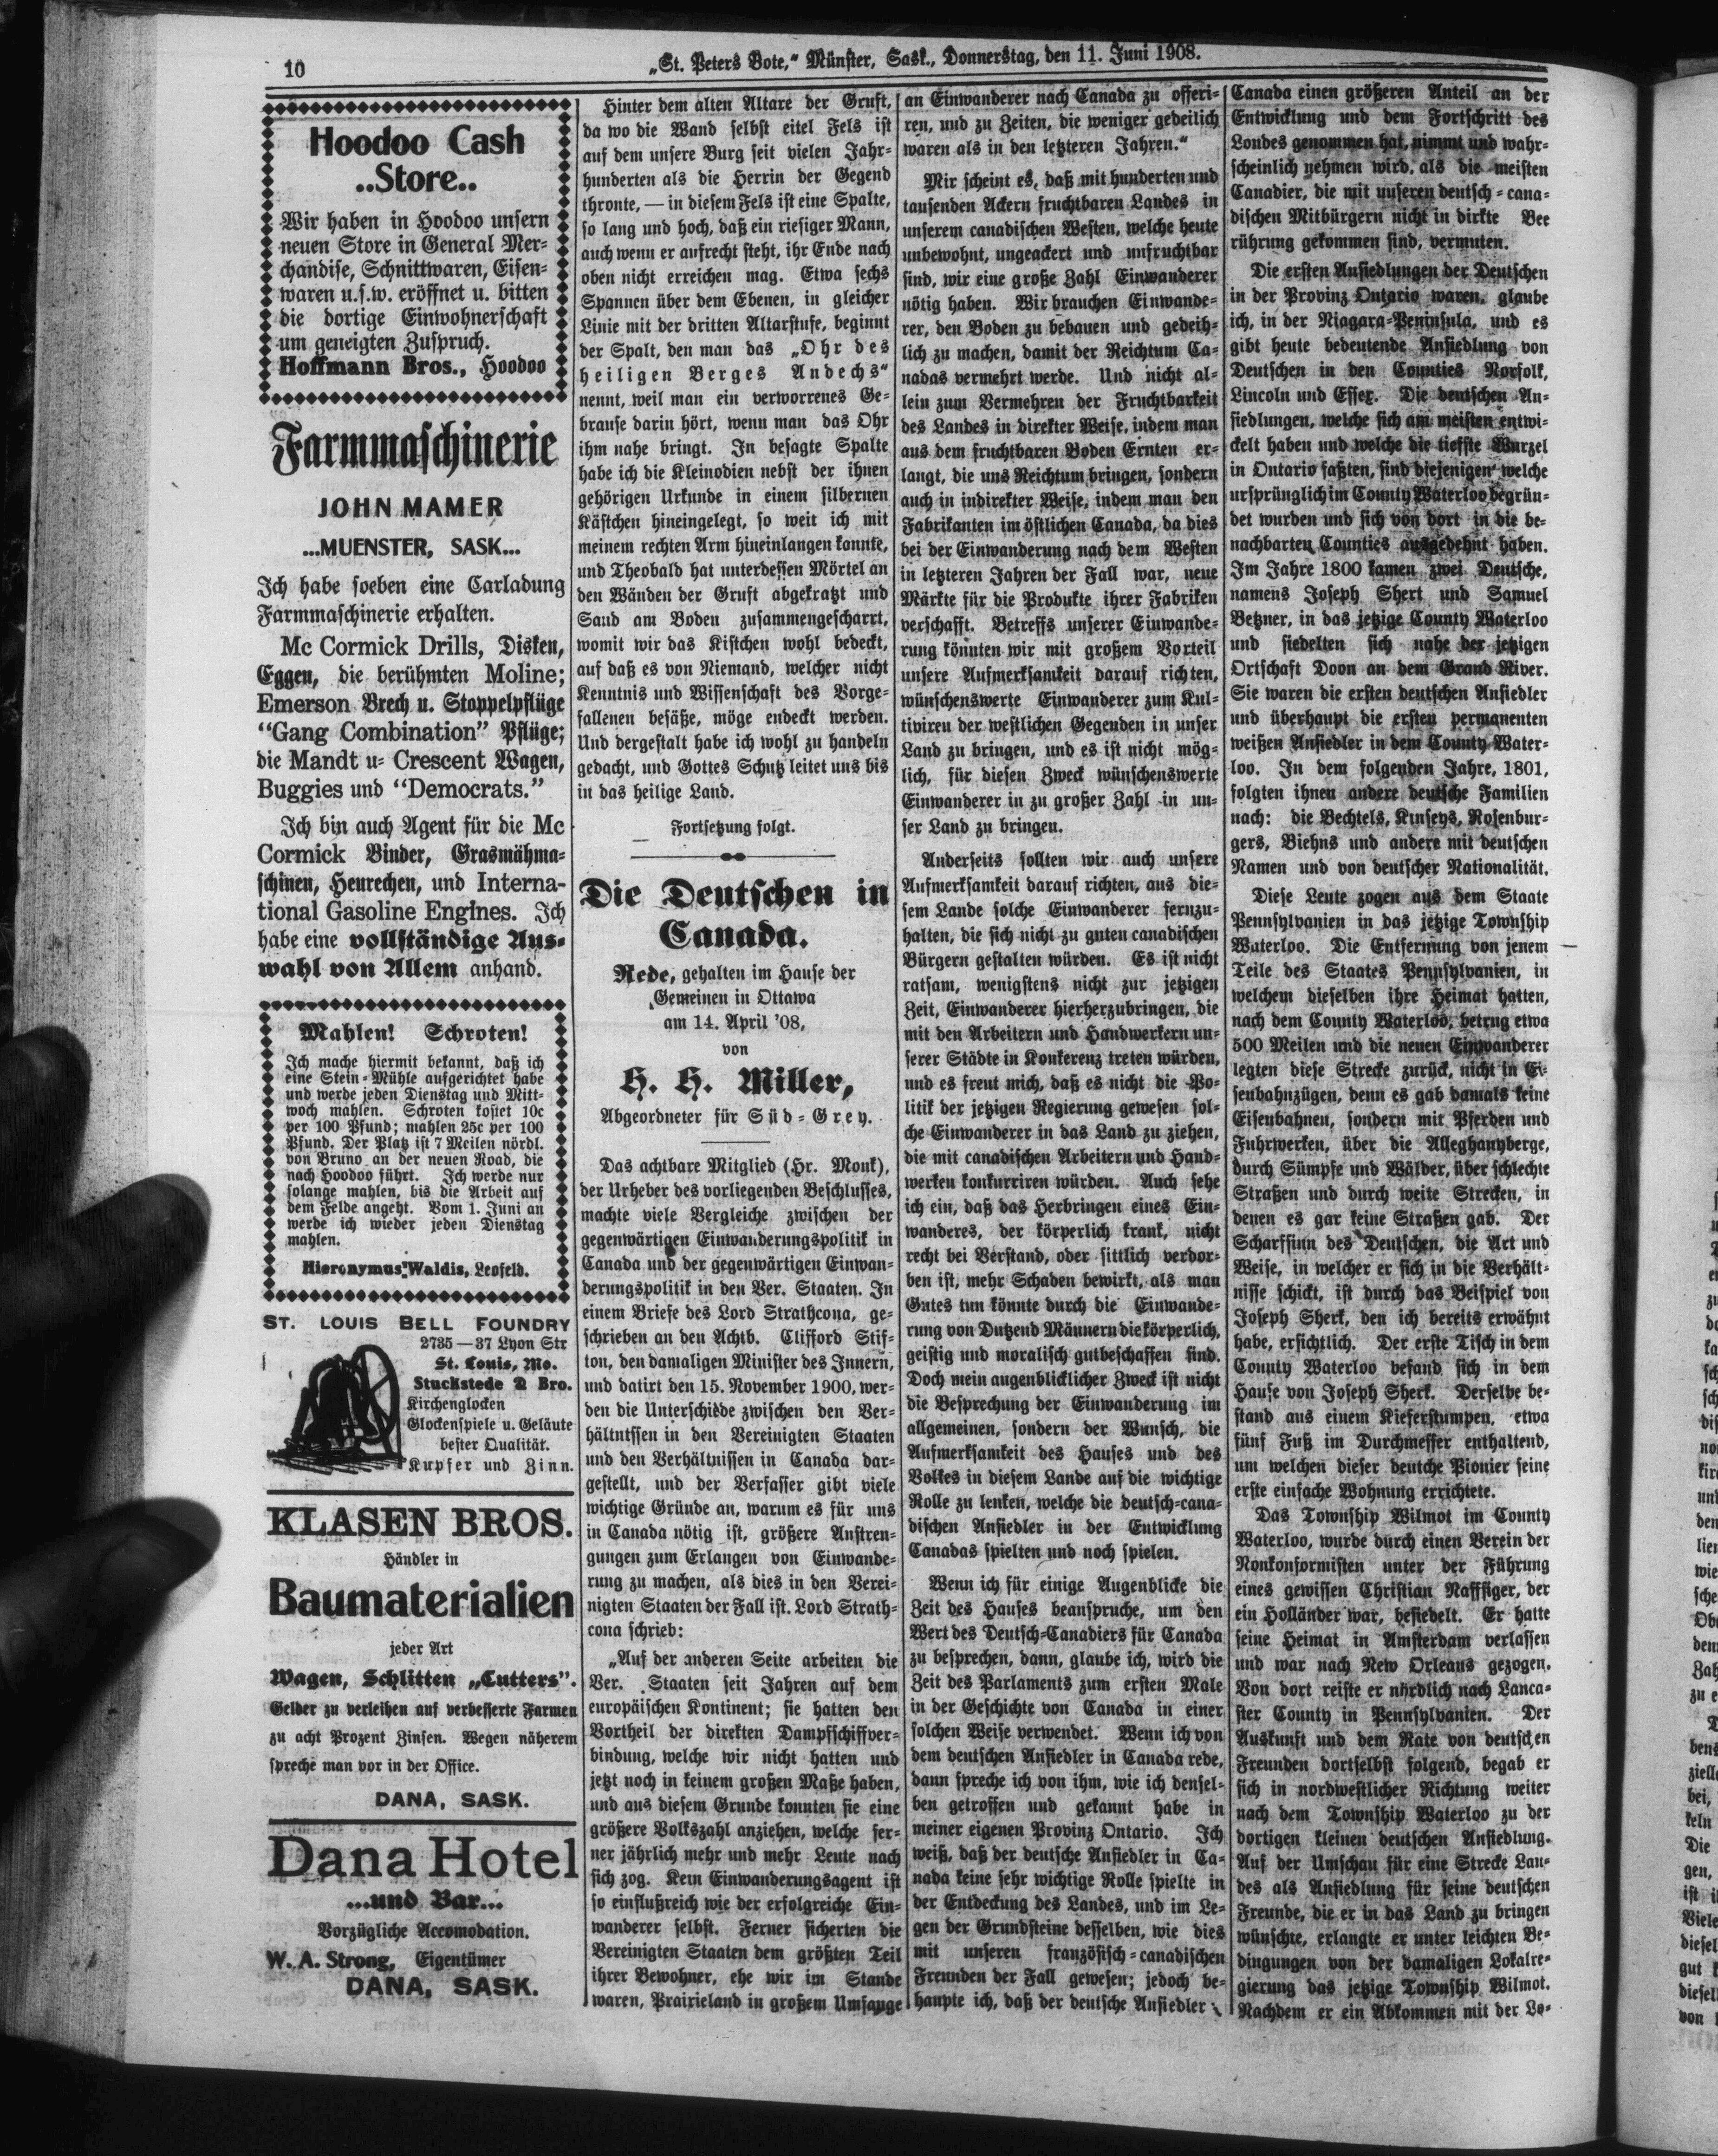 10
„St. Peters Bote,“ Münster, Sask., Donnerstag, den 11. Juni 1908.
Hoodoo Cash
..Store..
Wir haben in Hoodoo unsern
neuen Store in General Mer-
chandise, Schnittwaren, Eisen-
waren u.s.w. eröffnet u. bitten
die dortige Einwohnerschaft
um geneigten Zuspruch.
Hoffmann Bros., Hoodoo
Farmmaschinerie
JOHN MAMER
...MUENSTER, SASK...
Ich habe soeben eine Carladung
Farmmaschinerie erhalten.
Mc Cormick Drills, Disken,
Eggen, die berühmten Moline;
Emerson Brech u. Stoppelpflüge
“Gang Combination” Pflüge;
die Mandt u- Crescent Wagen,
Buggies und “Democrats.”
Ich bin auch Agent für die Mc
Cormick Binder, Grasmähma-
schinen, Heurechen, und Interna-
tional Gasoline Engines. Ich
habe eine vollständige Aus-
wahl von Allem anhand.
Mahlen! Schroten!
Ich mache hiermit bekannt, daß ich
eine Stein-Mühle aufgerichtet habe
und werde jeden Dienstag und Mitt-
woch mahlen. Schroten kostet 10c
per 100 Pfund; mahlen 25c per 100
Pfund. Der Platz ist 7 Meilen nördl.
von Bruno an der neuen Road, die
nach Hoodoo führt. Ich werde nur
solange mahlen, bis die Arbeit auf
dem Felde angeht. Vom 1. Juni an
werde ich wieder jeden Dienstag
mahlen.
Hieronymus Waldis, Leofeld.
ST. LOUIS BELL FOUNDRY
2735—37 Lyon Str
St. Louis, Mo.
Stuckstede & Bro.
Kirchenglocken
Glockenspiele u. Geläute
bester Qualität.
Kupfer und Zinn.
KLASEN BROS.
Händler in
Baumaterialien
jeder Art
Wagen, Schlitten „Cutters”.
Gelder zu verleihen auf verbesserte Farmen
zu acht Prozent Zinsen. Wegen näherem
spreche man vor in der Office.
DANA, SASK.
Dana Hotel
...und Bar...
Vorzügliche Accomodation.
W. A. Strong, Eigentümer
DANA, SASK.
Hinter dem alten Altare der Gruft,
da wo die Wand selbst eitel Fels ist
auf dem unsere Burg seit vielen Jahr-
hunderten als die Herrin der Gegend
thronte, — in diesem Fels ist eine Spalte,
so lang und hoch, daß ein riesiger Mann,
auch wenn er aufrecht steht, ihr Ende nach
oben nicht erreichen mag. Etwa sechs
Spannen über dem Ebenen, in gleicher
Linie mit der dritten Altarstufe, beginnt
der Spalt, den man das „Ohr des
heiligen Berges Andechs“
nennt, weil man ein verworrenes Ge-
brause darin hört, wenn man das Ohr
ihm nahe bringt. In besagte Spalte
habe ich die Kleinodien nebst der ihnen
gehörigen Urkunde in einem silbernen
Kästchen hineingelegt, so weit ich mit
meinem rechten Arm hineinlangen konnte,
und Theobald hat unterdessen Mörtel an
den Wänden der Gruft abgekratzt und
Sand am Boden zusammengescharrt,
womit wir das Kistchen wohl bedeckt,
auf daß es von Niemand, welcher nicht
Kenntnis und Wissenschaft des Vorge-
fallenen besäße, möge endeckt werden.
Und dergestalt habe ich wohl zu handeln
gedacht, und Gottes Schutz leitet uns bis
in das heilige Land.
Fortsetzung folgt.
Die Deutschen in
Canada.
Rede, gehalten im Hause der
Gemeinen in Ottawa
am 14. April ’08,
von
H. H. Miller,
Abgeordneter für Süd-Grey.
Das achtbare Mitglied (Hr. Monk),
der Urheber des vorliegenden Beschlusses,
machte viele Vergleiche zwischen der
gegenwärtigen Einwanderungspolitik in
Canada und der gegenwärtigen Einwan-
derungspolitik in den Ver. Staaten. In
einem Briefe des Lord Strathcona, ge-
schrieben an den Achtb. Clifford Sif-
ton, den damaligen Minister des Innern,
und datirt den 15. November 1900, wer-
den die Unterschiede zwischen den Ver-
hältnissen in den Vereinigten Staaten
und den Verhältnissen in Canada dar-
gestellt, und der Verfasser gibt viele
wichtige Gründe an, warum es für uns
in Canada nötig ist, größere Anstren-
gungen zum Erlangen von Einwande-
rung zu machen, als dies in den Verei-
nigten Staaten der Fall ist. Lord Strath-
cona schrieb:
„Auf der anderen Seite arbeiten die
Ver. Staaten seit Jahren auf dem
europäischen Kontinent; sie hatten den
Vortheil der direkten Dampfschiffver-
bindung, welche wir nicht hatten und
jetzt noch in keinem großen Maße haben,
und aus diesem Grunde konnten sie eine
größere Volkszahl anziehen, welche fer-
ner jährlich mehr und mehr Leute nach
sich zog. Kein Einwanderungsagent ist
so einflußreich wie der erfolgreiche Ein-
wanderer selbst. Ferner sicherten die
Vereinigten Staaten dem größten Teil
ihrer Bewohner, ehe wir im Stande
waren, Prairieland in großem Umfange
an Einwanderer nach Canada zu offeri-
ren, und zu Zeiten, die weniger gedeilich
waren als in den letzteren Jahren.“
Mir scheint es, daß mit hunderten und
tausenden Ackern fruchtbaren Landes in
unserem canadischen Westen, welche heute
unbewohnt, ungeackert und unfruchtbar
sind, wir eine große Zahl Einwanderer
nötig haben. Wir brauchen Einwande-
rer, den Boden zu bebauen und gedeih-
lich zu machen, damit der Reichtum Ca-
nadas vermehrt werde. Und nicht al-
lein zum Vermehren der Fruchtbarkeit
des Landes in direkter Weise, indem man
aus dem fruchtbaren Boden Ernten er-
langt, die uns Reichtum bringen, sondern
auch in indirekter Weise, indem man den
Fabrikanten im östlichen Canada, da dies
bei der Einwanderung nach dem Westen
in letzteren Jahren der Fall war, neue
Märkte für die Produkte ihrer Fabriken
verschafft. Betreffs unserer Einwande-
rung könnten wir mit großem Vorteil
unsere Aufmerksamkeit darauf richten,
wünschenswerte Einwanderer zum Kul-
tiviren der westlichen Gegenden in unser
Land zu bringen, und es ist nicht mög-
lich, für diesen Zweck wünschenswerte
Einwanderer in zu großer Zahl in un-
ser Land zu bringen.
Anderseits sollten wir auch unsere
Aufmerksamkeit darauf richten, aus die-
sem Lande solche Einwanderer fernzu-
halten, die sich nicht zu guten canadischen
Bürgern gestalten würden. Es ist nicht
ratsam, wenigstens nicht zur jetzigen
Zeit, Einwanderer hierherzubringen, die
mit den Arbeitern und Handwerkern un-
serer Städte in Konkerenz treten würden,
und es freut mich, daß es nicht die Po-
litik der jetzigen Regierung gewesen sol-
che Einwanderer in das Land zu ziehen,
die mit canadischen Arbeitern und Hand-
werken konkurriren würden. Auch sehe
ich ein, daß das Herbringen eines Ein-
wanderes, der körperlich krank, nicht
recht bei Verstand, oder sittlich verdor-
ben ist, mehr Schaden bewirkt, als man
Gutes tun könnte durch die Einwande-
rung von Dutzend Männern die körperlich,
geistig und moralisch gutbeschaffen sind.
Doch mein augenblicklicher Zweck ist nicht
die Besprechung der Einwanderung im
allgemeinen, sondern der Wunsch, die
Aufmerksamkeit des Hauses und des
Volkes in diesem Lande auf die wichtige
Rolle zu lenken, welche die deutsch-cana-
dischen Ansiedler in der Entwicklung
Canadas spielten und noch spielen.
Wenn ich für einige Augenblicke die
Zeit des Hauses beanspruche, um den
Wert des Deutsch-Canadiers für Canada
zu besprechen, dann, glaube ich, wird die
Zeit des Parlaments zum ersten Male
in der Geschichte von Canada in einer
solchen Weise verwendet. Wenn ich von
dem deutschen Ansiedler in Canada rede,
dann spreche ich von ihm, wie ich densel-
ben getroffen und gekannt habe in
meiner eigenen Provinz Ontario. Ich
weiß, daß der deutsche Ansiedler in Ca-
nada keine sehr wichtige Rolle spielte in
der Entdeckung des Landes, und im Le-
gen der Grundsteine desselben, wie dies
mit unseren französisch-canadischen
Freunden der Fall gewesen; jedoch be-
haupte ich, daß der deutsche Ansiedler
Canada einen größeren Anteil an der
Entwicklung und dem Fortschritt des
Londes genommen hat, nimmt und wahr-
scheinlich nehmen wird, als die meisten
Canadier, die mit unseren deutsch-cana-
dischen Mitbürgern nicht in dirkte Bee
rührung gekommen sind, vermuten.
Die ersten Ansiedlungen der Deutschen
in der Provinz Ontario waren, glaube
ich, in der Niagara-Peninsula, und es
gibt heute bedeutende Ansiedlung von
Deutschen in den Counties Norfolk,
Lincoln und Essex. Die deutschen An-
siedlungen, welche sich am meisten entwi-
ckelt haben und welche die tiefste Wurzel
in Ontario faßten, sind diejenigen welche
ursprünglich im County Waterloo begrün-
det wurden und sich von dort in die be-
nachbarten Counties ausgedehnt haben.
Im Jahre 1800 kamen zwei Deutsche,
namens Joseph Shert und Samuel
Betzner, in das jetzige County Waterloo
und siedelten sich nahe der jetzigen
Ortschaft Doon an dem Grand River.
Sie waren die ersten deutschen Ansiedler
und überhaupt die ersten permanenten
weißen Ansiedler in dem County Water-
loo. In dem folgenden Jahre, 1801,
folgten ihnen andere deutsche Familien
nach: die Bechtels, Kinseys, Rosenbur-
gers, Biehns und andere mit deutschen
Namen und von deutscher Nationalität.
Diese Leute zogen aus dem Staate
Pennsylvanien in das jetzige Township
Waterloo. Die Entfernung von jenem
Teile des Staates Pennsylvanien, in
welchem dieselben ihre Heimat hatten,
nach dem County Waterloo, betrug etwa
500 Meilen und die neuen Einwanderer
legten diese Strecke zurück, nicht in Ei-
senbahnzügen, denn es gab damals keine
Eisenbahnen, sondern mit Pferden und
Fuhrwerken, über die Alleghanyberge,
durch Sümpfe und Wälder, über schlechte
Straßen und durch weite Strecken, in
denen es gar keine Straßen gab. Der
Scharfsinn des Deutschen, die Art und
Weise, in welcher er sich in die Verhält-
nisse schickt, ist durch das Beispiel von
Joseph Sherk, den ich bereits erwähnt
habe, ersichtlich. Der erste Tisch in dem
County Waterloo befand sich in dem
Hause von Joseph Sherk. Derselbe be-
stand aus einem Kieferstumpen, etwa
fünf Fuß im Durchmesser enthaltend,
um welchen dieser deutche Pionier seine
erste einfache Wohnung errichtete.
Das Township Wilmot im County
Waterloo, wurde durch einen Verein der
Nonkonformisten unter der Führung
eines gewissen Christian Naffsiger, der
ein Holländer war, besiedelt. Er hatte
seine Heimat in Amsterdam verlassen
und war nach New Orleans gezogen.
Von dort reiste er nördlich nach Lanca-
ster County in Pennsylvanien. Der
Auskunft und dem Rate von deutschen
Freunden dortselbst folgend, begab er
sich in nordwestlicher Richtung weiter
nach dem Township Waterloo zu der
dortigen kleinen deutschen Ansiedlung.
Auf der Umschau für eine Strecke Lan-
des als Ansiedlung für seine deutschen
Freunde, die er in das Land zu bringen
wünschte, erlangte er unter leichten Be-
dingungen von der damaligen Lokalre-
gierung das jetzige Township Wilmot.
Nachdem er ein Abkommen mit der Lo-